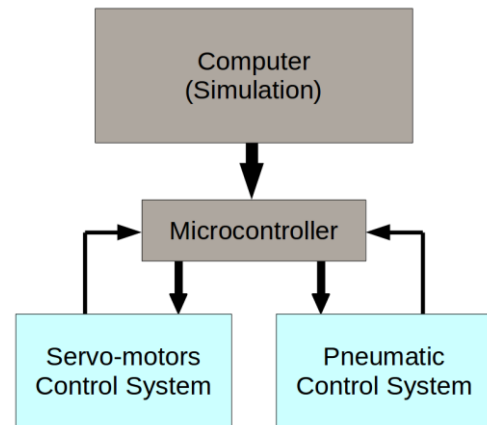 Computer
(Simulation)
Microcontroller
Servo-motors
Control System
Pneumatic
Control System